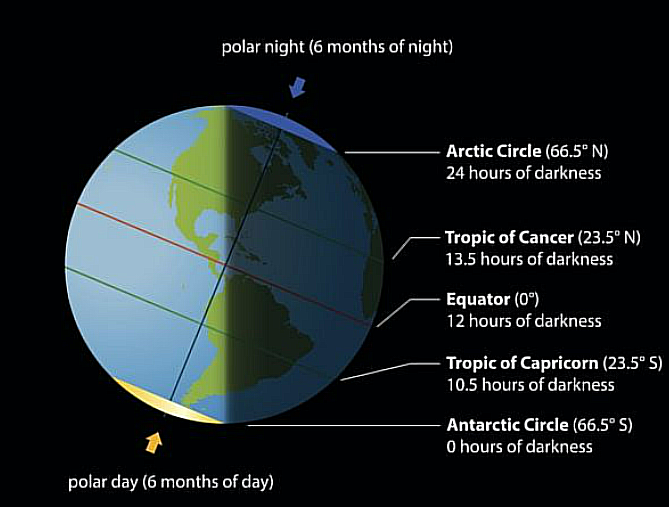 polar night (6 months of night)
Arctic Circle (66.5° N)
24 hours of darkness
Tropic of Cancer (23.5° N)
13.5 hours of darkness
Equator (0°)
12 hours of darkness
Tropic of Capricorn (23.5° S)
10.5 hours of darkness
Antarctic Circle (66.5° S)
0 hours of darkness
polar day (6 months of day)